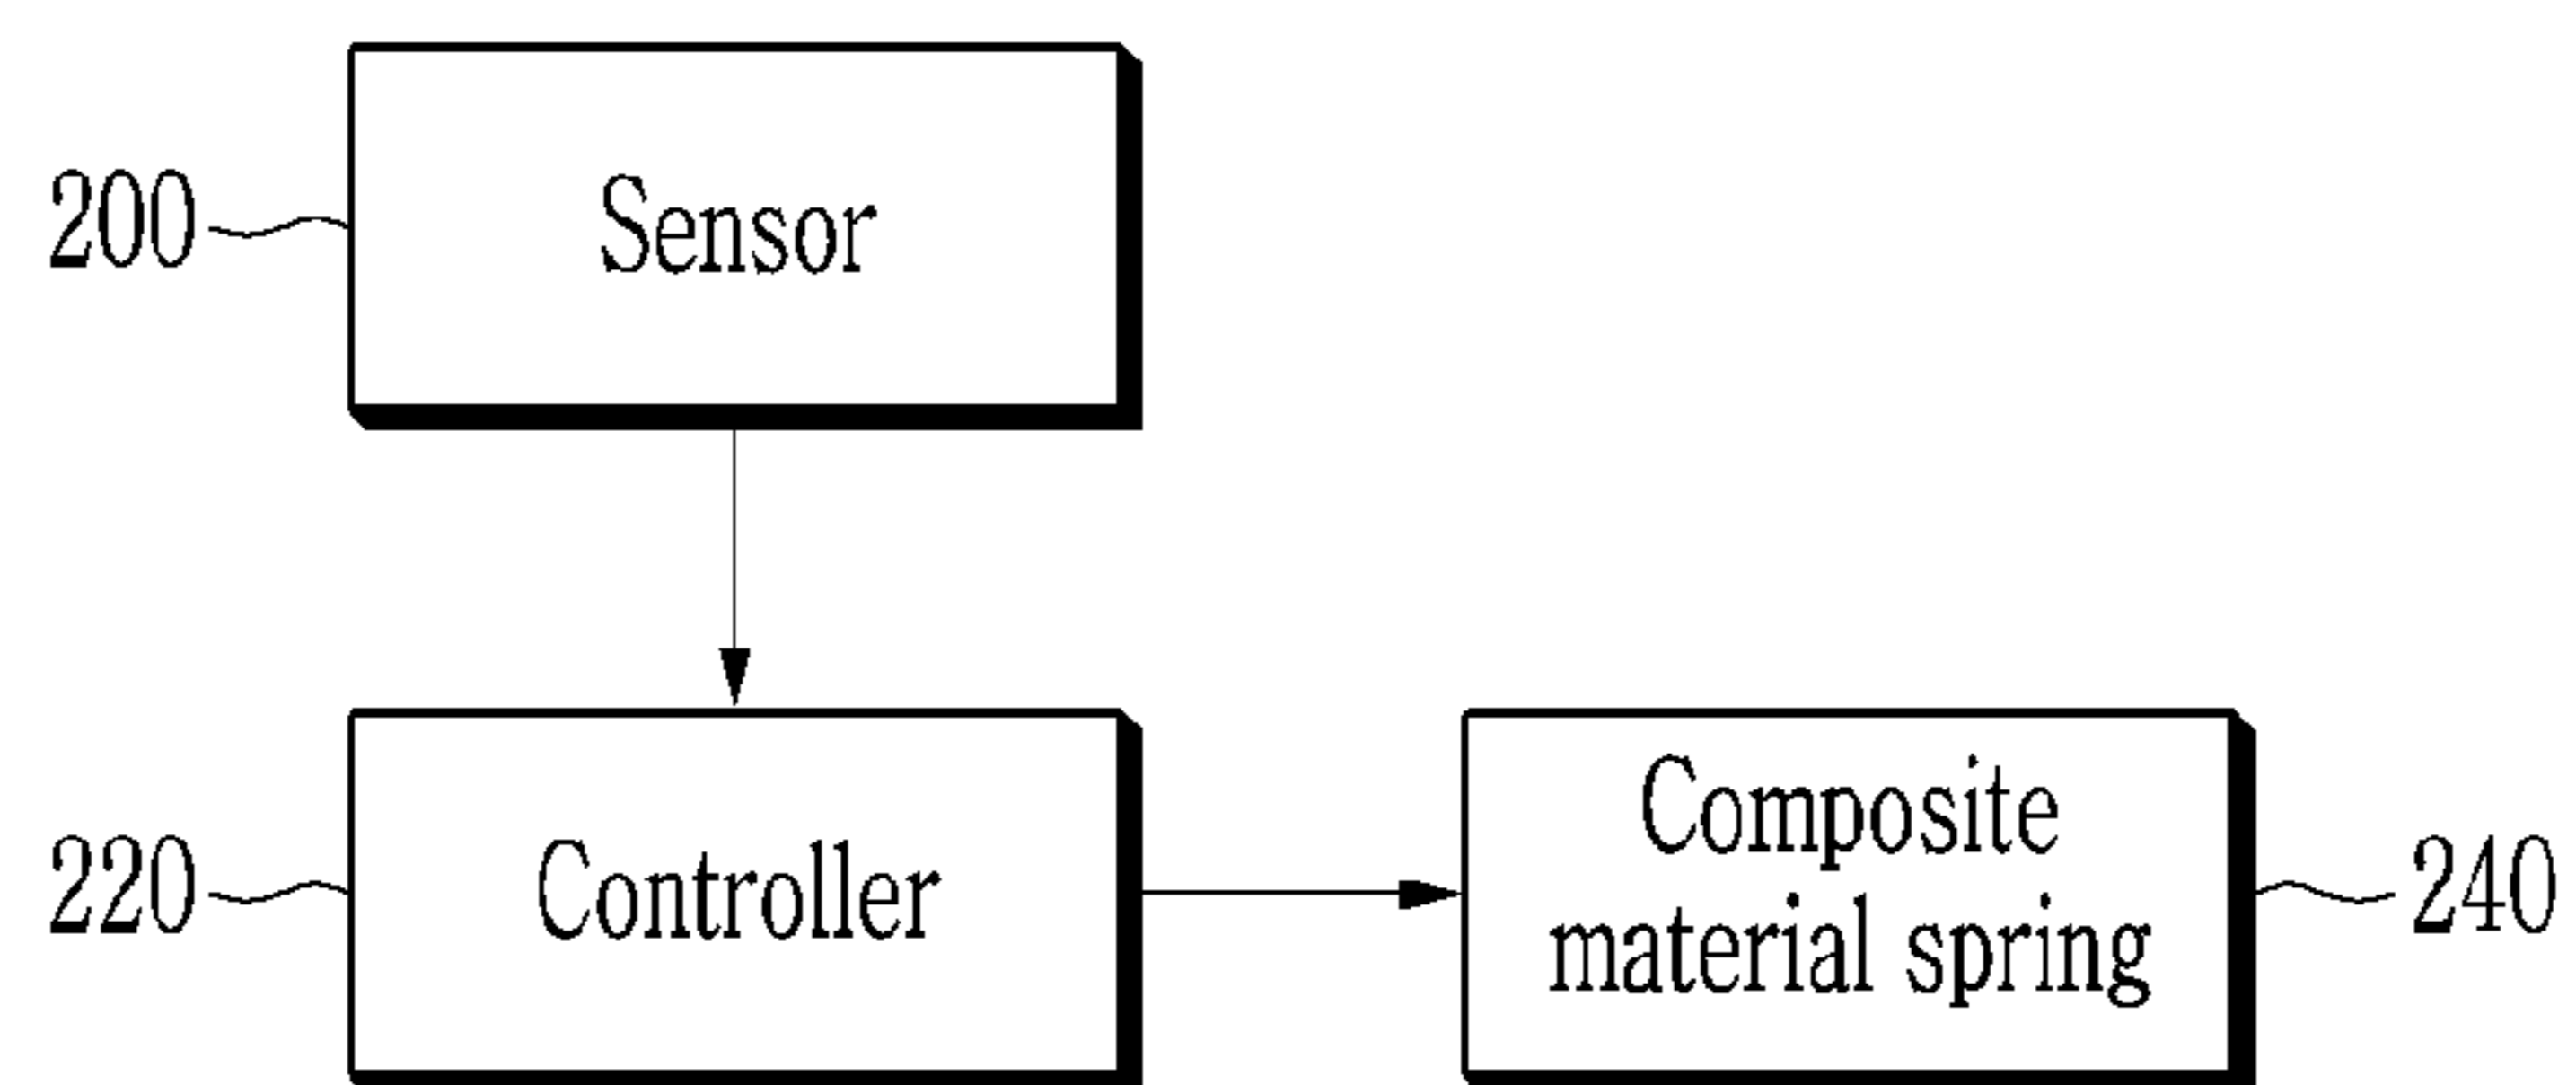 200
Sensor
220
Controller
Composite
material spring
240